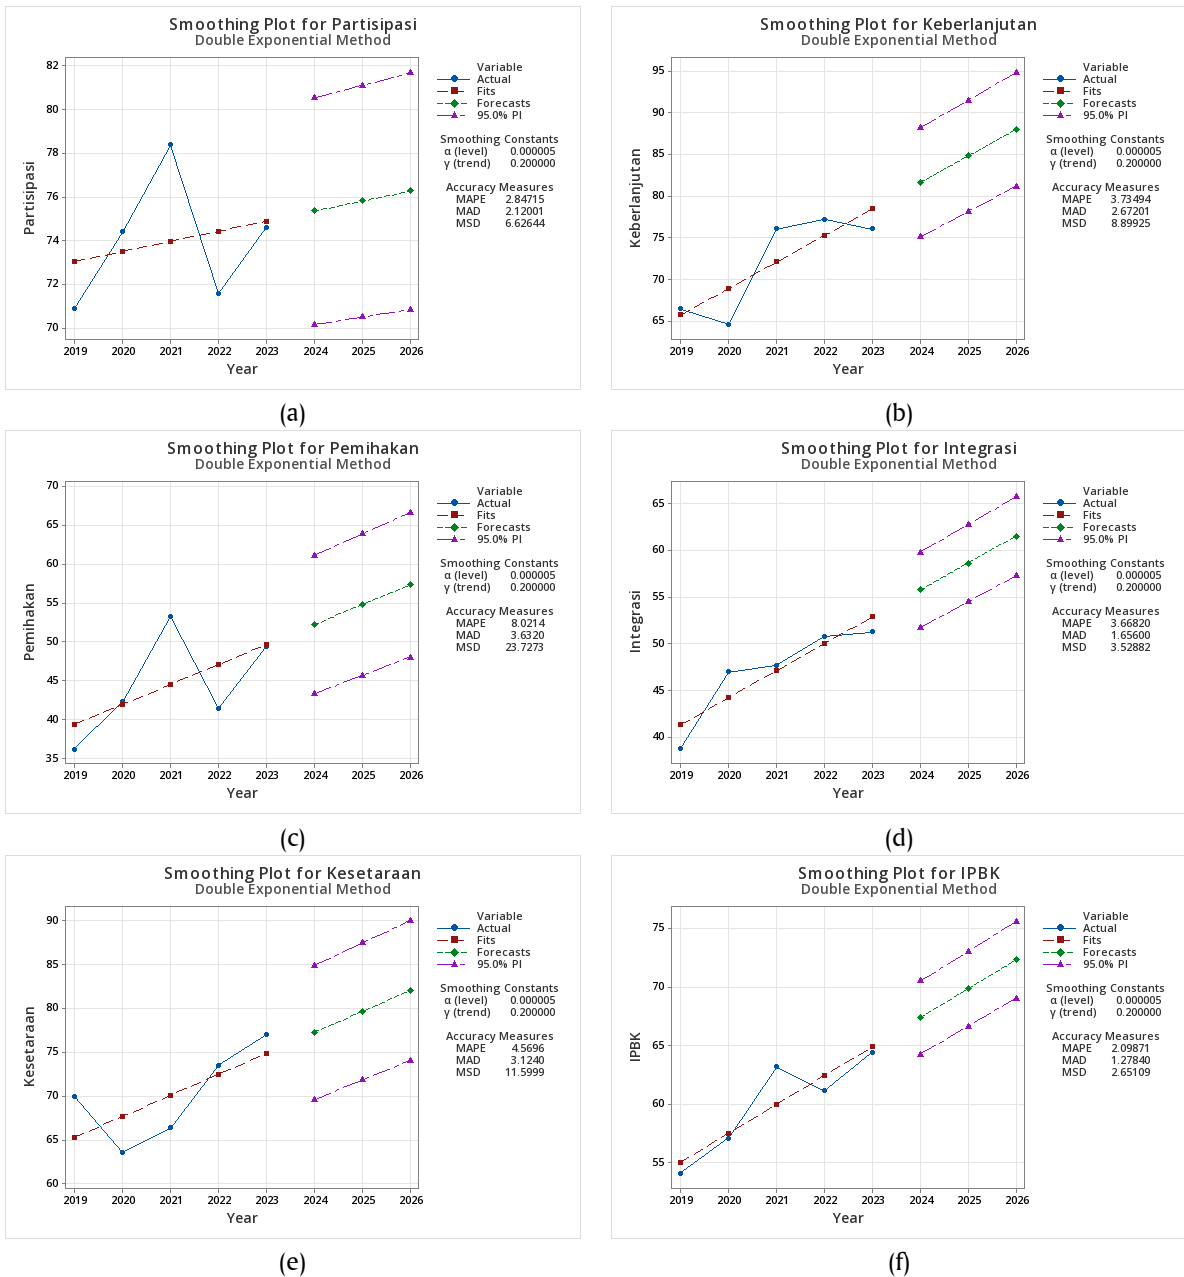 Smoothing Plot for Partisipasi
Double Exponential Method
82
80
78
76
74
72
70
Partisipasi
2019 2020 2021 2022 2023 2024 2025 2026
Year
Variable
Actual
Fits
Forecasts
95.0% PI
Smoothing Constants
α (level) 0.000005
γ (trend) 0.200000
Accuracy Measures
MAPE 2.84715
MAD 2.12001
MSD 6.62644
(a)
Smoothing Plot for Keberlanjutan
Double Exponential Method
95
90
85
80
75
70
65
Keberlanjutan
2019 2020 2021 2022 2023 2024 2025 2026
Year
Variable
Actual
Fits
Forecasts
95.0% PI
Smoothing Constants
α (level) 0.000005
γ (trend) 0.200000
Accuracy Measures
MAPE 3.73494
MAD 2.67201
MSD 8.89925
(b)
Smoothing Plot for Pemihakan
Double Exponential Method
70
65
60
55
50
45
40
35
Pemihakan
2019 2020 2021 2022 2023 2024 2025 2026
Year
Variable
Actual
Fits
Forecasts
95.0% PI
Smoothing Constants
α (level) 0.000005
γ (trend) 0.200000
Accuracy Measures
MAPE 8.0214
MAD 3.6320
MSD 23.7273
(c)
Smoothing Plot for Integrasi
Double Exponential Method
65
60
55
50
45
40
Integrasi
2019 2020 2021 2022 2023 2024 2025 2026
Year
Variable
Actual
Fits
Forecasts
95.0% PI
Smoothing Constants
α (level) 0.000005
γ (trend) 0.200000
Accuracy Measures
MAPE 3.66820
MAD 1.65600
MSD 3.52882
(d)
Smoothing Plot for Kesetaraan
Double Exponential Method
90
85
80
75
70
65
60
Kesetaraan
2019 2020 2021 2022 2023 2024 2025 2026
Year
Variable
Actual
Fits
Forecasts
95.0% PI
Smoothing Constants
α (level) 0.000005
γ (trend) 0.200000
Accuracy Measures
MAPE 4.5696
MAD 3.1240
MSD 11.5999
(e)
Smoothing Plot for IPBK
Double Exponential Method
75
70
65
60
55
IPBK
2019 2020 2021 2022 2023 2024 2025 2026
Year
Variable
Actual
Fits
Forecasts
95.0% PI
Smoothing Constants
α (level) 0.000005
γ (trend) 0.200000
Accuracy Measures
MAPE 2.09871
MAD 1.27840
MSD 2.65109
(f)